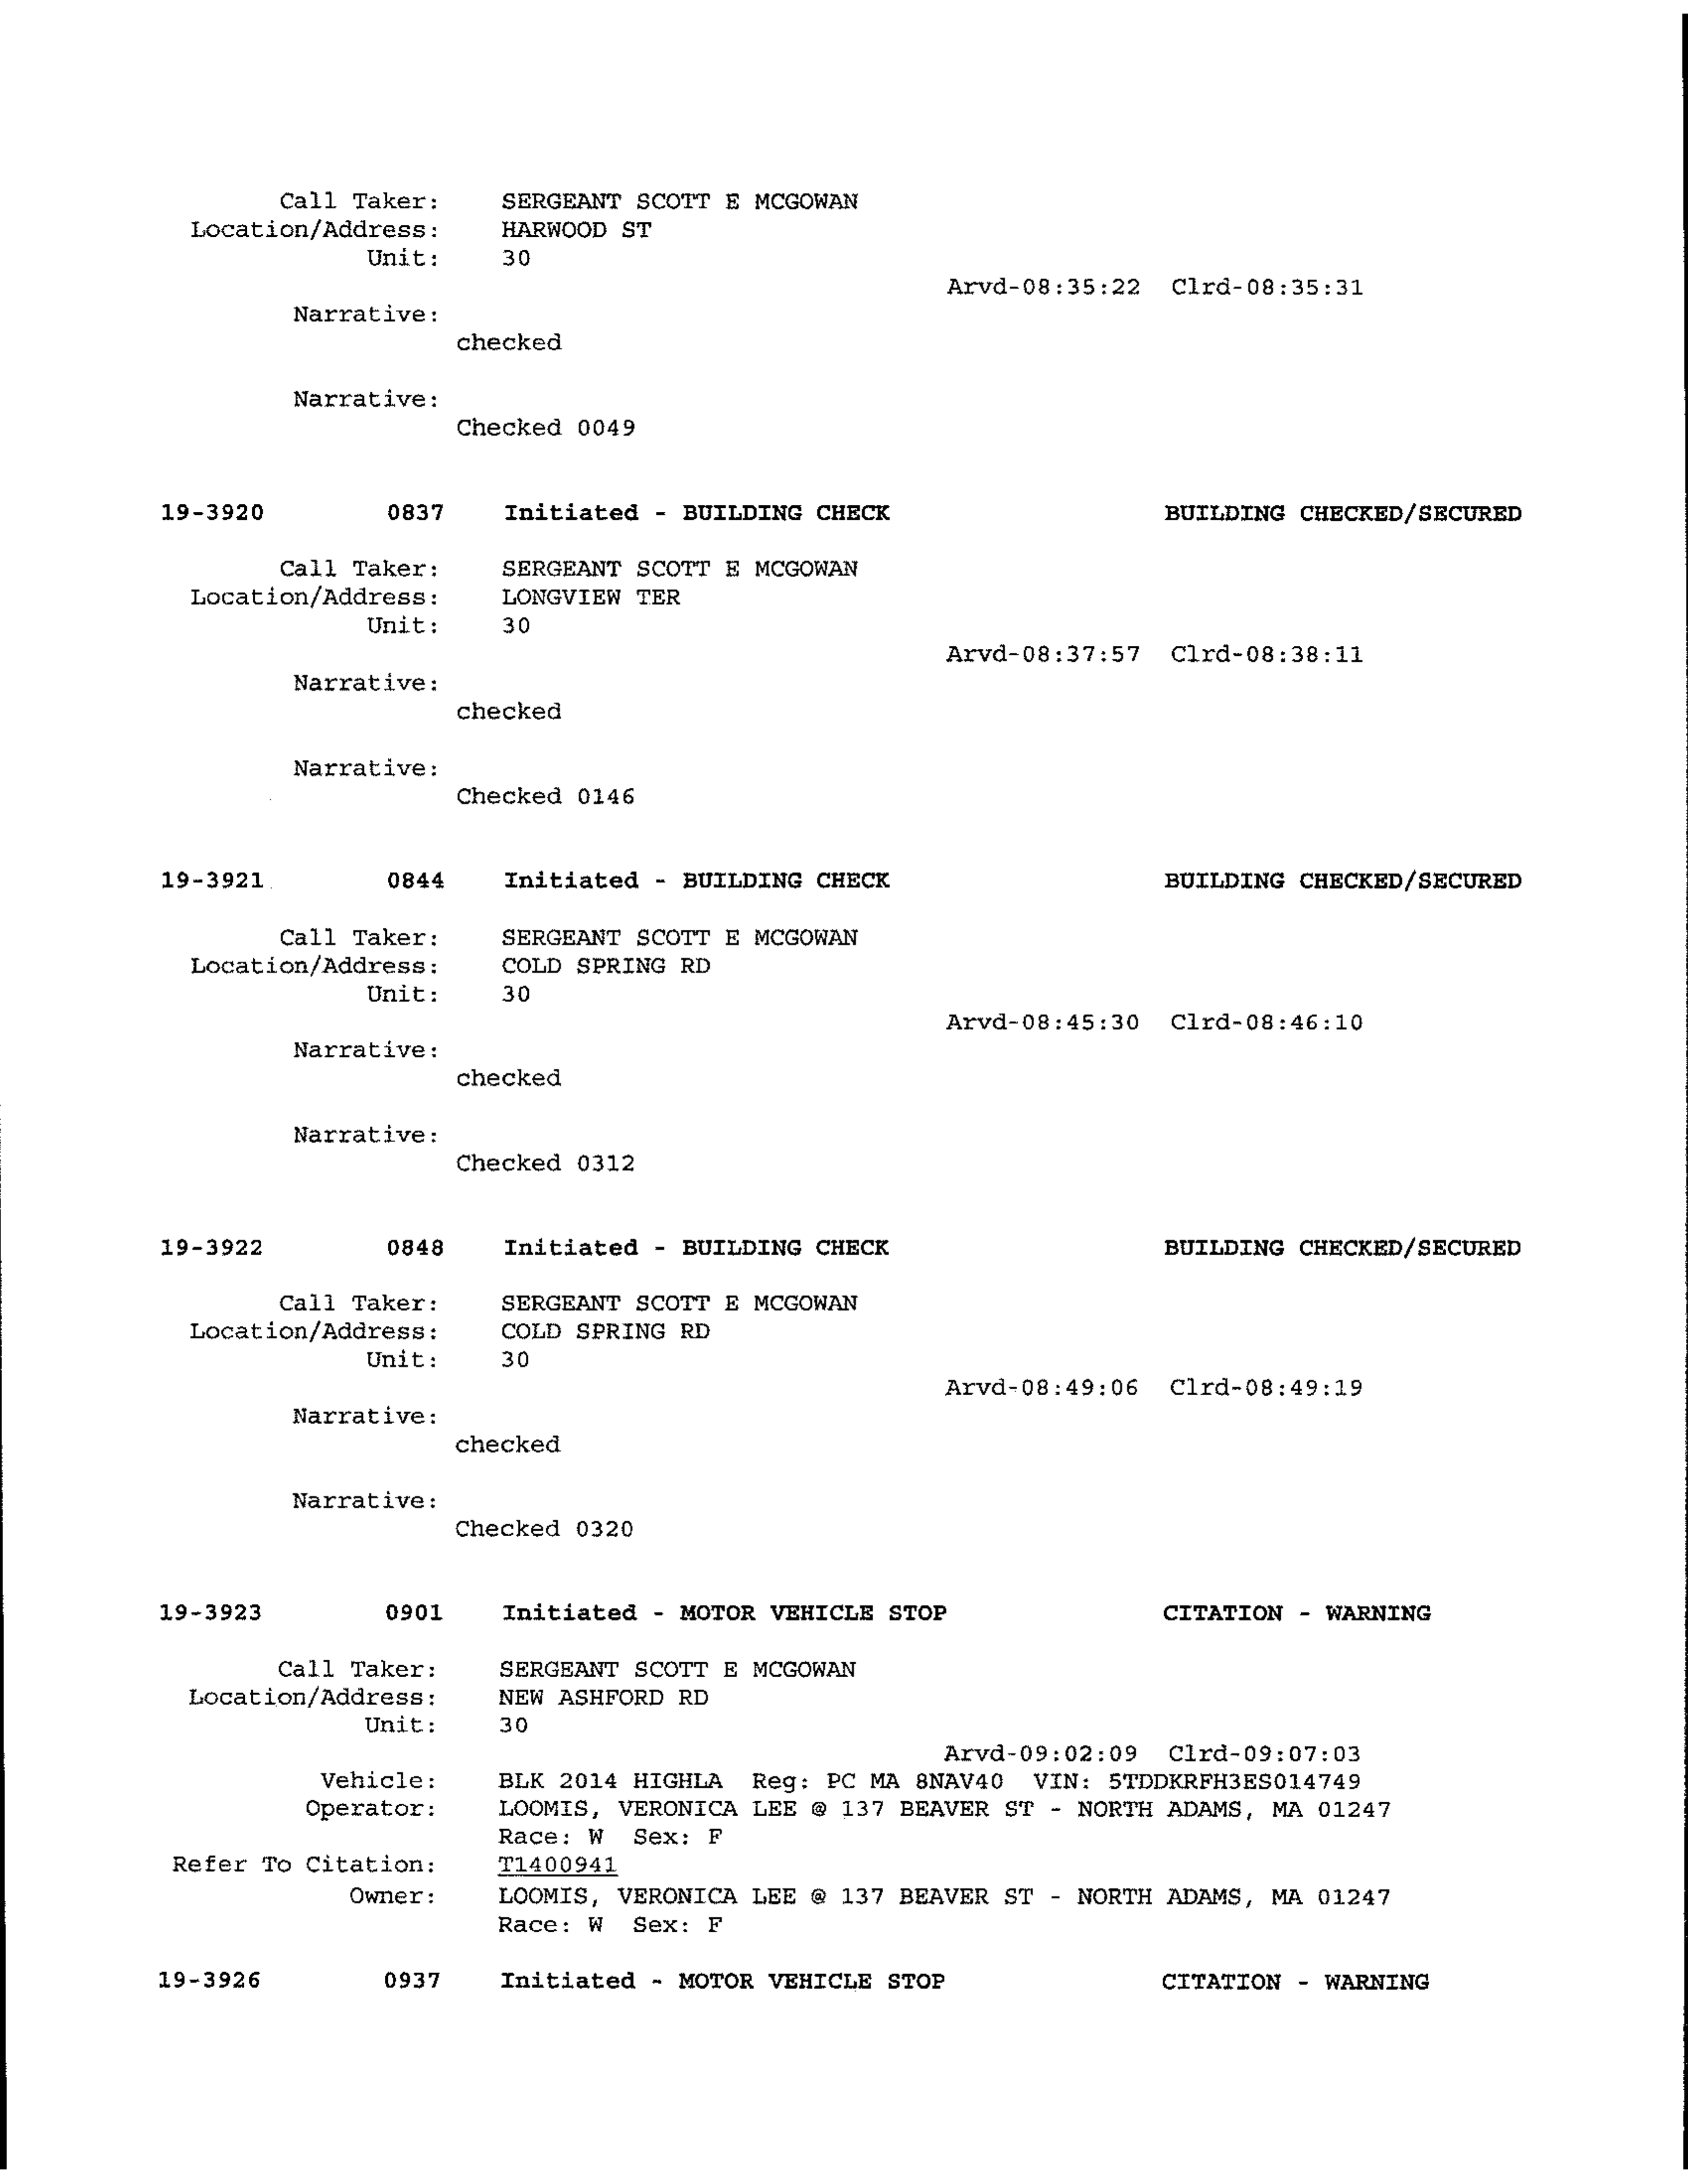 Call Taker: SERGEANT SCOTT E MCGOWAN
Location/Address: HARWOOD ST
Unit: 30
Arvd-08:35:22 Clrd-08:35:31
Narrative:
checked
Narrative:
Checked 0049
19-3920 0837 Initiated - BUILDING CHECK BUILDING CHECKED/SECURED
Call Taker: SERGEANT SCOTT E MCGOWAN
Location/Address: LONGVIEW TER
Unit: 30
Arvd-08:37:57 Clrd-08:38:11
Narrative:
checked
Narrative:
Checked 0146
19-3921 0844 Initiated - BUILDING CHECK BUILDING CHECKED/SECURED
Call Taker: SERGEANT SCOTT E MCGOWAN
Location/Address: COLD SPRING RD
Unit: 30
Arvd-08:45:30 Clrd-08:46:10
Narrative:
checked
Narrative:
Checked 0312
19-3922 0848 Initiated - BUILDING CHECK BUILDING CHECKED/SECURED
Call Taker: SERGEANT SCOTT E MCGOWAN
Location/Address: COLD SPRING RD
Unit: 30
Arvd-08:49:06 Clrd-08:49:19
Narrative:
checked
Narrative:
Checked 0320
19-3923 0901 Initiated - MOTOR VEHICLE STOP CITATION - WARNING
Call Taker: SERGEANT SCOTT E MCGOWAN
Location/Address: NEW ASHFORD RD
Unit: 30
Arvd-09:02:09 Clrd-09:07:03
Vehicle: BLK 2014 HIGHLA Reg: PC MA 8NAV40 VIN: 5TDDKRFH3ES014749
Operator: LOOMIS, VERONICA LEE @ 137 BEAVER ST - NORTH ADAMS, MA 01247
Race: W Sex: F
Refer To Citation: T1400941
Owner: LOOMIS, VERONICA LEE @ 137 BEAVER ST - NORTH ADAMS, MA 01247
Race: W Sex: F
19-3926 0937 Initiated - MOTOR VEHICLE STOP CITATION - WARNING